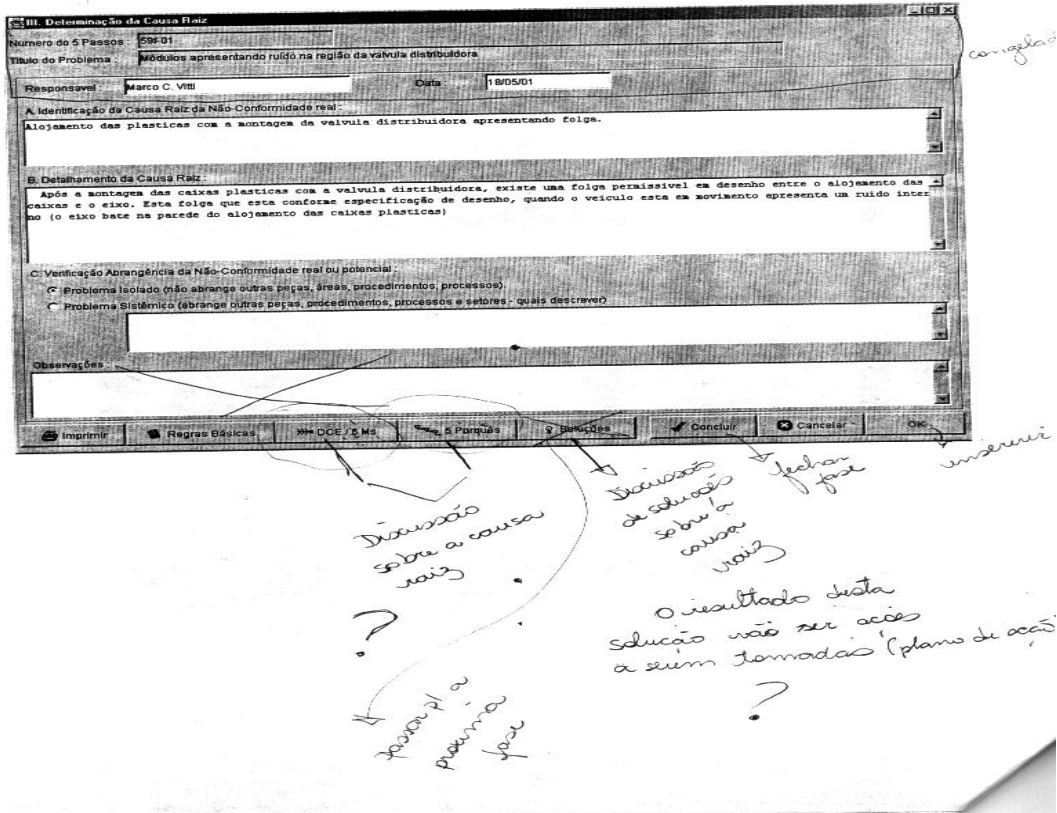 III. Determinação da Causa Raiz
Numero do 5 Passos :
Titulo do Problema : Módulos apresentando ruído na região da válvula distribuidora
congelad
Responsavel : Marco C. Vitti Data : 18/05/01
A. Identificação da Causa Raiz da Não-Conformidade real :
Alojamento das plasticas com a montagem da valvula distribuidora apresentando folga.
B. Detalhamento da Causa Raiz :
Após a montagem das caixas plasticas com a valvula distribuidora, existe uma folga permissivel em desenho entre o alojamento das
caixas e o eixo. Esta folga que esta conforme especificação de desenho, quando o veiculo esta em movimento apresenta um ruido inter
no (o eixo bate na parede do alojamento das caixas plasticas)
C. Verificação Abrangência da Não-Conformidade real ou potencial :
Problema Isolado (não abrange outras peças, áreas, procedimentos, processos)
Problema Sistêmico (abrange outras peças, procedimentos, processos e setores - quais descrever)
Observações :
Imprimir Regras Básicas DCE / 5 Ms 5 Porquês Soluções Concluir Cancelar OK
Discussão
sobre a causa
raiz
?
Discussão
de soluções
sobre a
causa
raiz
fechar
fase
inserir
O resultado desta
solução não ser ações
a serem tomadas (plano de ação
?
passar p/ a
próxima
fase